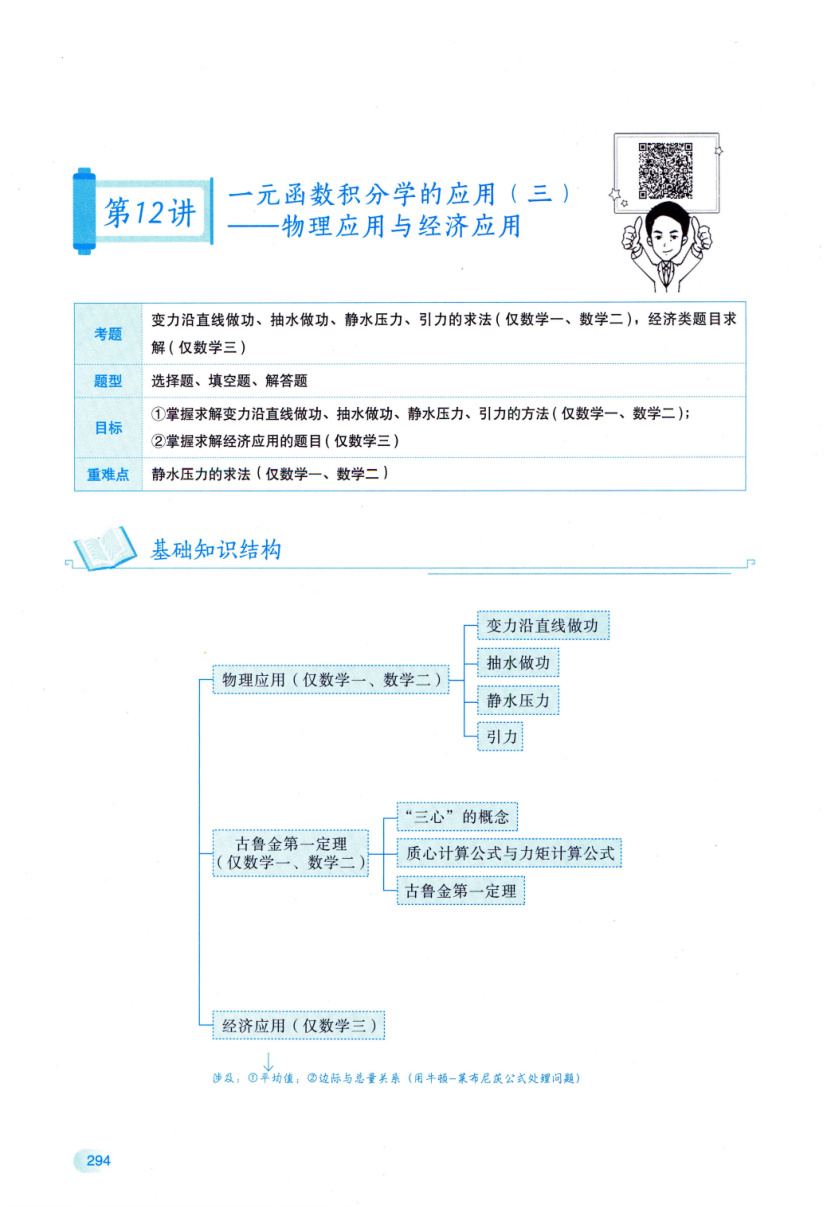 第12讲
一元函数积分学的应用（三）
——物理应用与经济应用
考题
变力沿直线做功、抽水做功、静水压力、引力的求法(仅数学一、数学二)，经济类题目求
解(仅数学三)
题型
选择题、填空题、解答题
目标
①掌握求解变力沿直线做功、抽水做功、静水压力、引力的方法(仅数学一、数学二)；
②掌握求解经济应用的题目(仅数学三)
重难点
静水压力的求法(仅数学一、数学二)
基础知识结构
变力沿直线做功
抽水做功
物理应用(仅数学一、数学二)
静水压力
引力
“三心”的概念
古鲁金第一定理
(仅数学一、数学二)
质心计算公式与力矩计算公式
古鲁金第一定理
经济应用(仅数学三)
涉及：①平均值；②边际与总量关系(用牛顿-莱布尼茨公式处理问题)
294